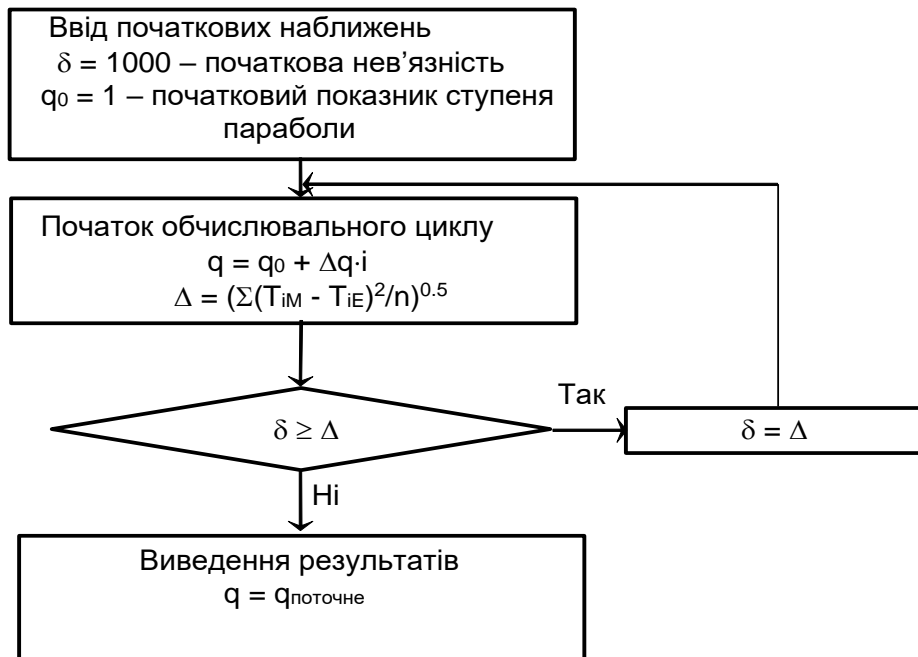 Ввід початкових наближень
δ = 1000 – початкова нев’язність
q₀ = 1 – початковий показник ступеня
параболи
Початок обчислювального циклу
q = q₀ + Δq·i
Δ = (Σ(TiM - TiE)²/n)⁰·⁵
δ ≥ Δ
Так
δ = Δ
Ні
Виведення результатів
q = qпоточне